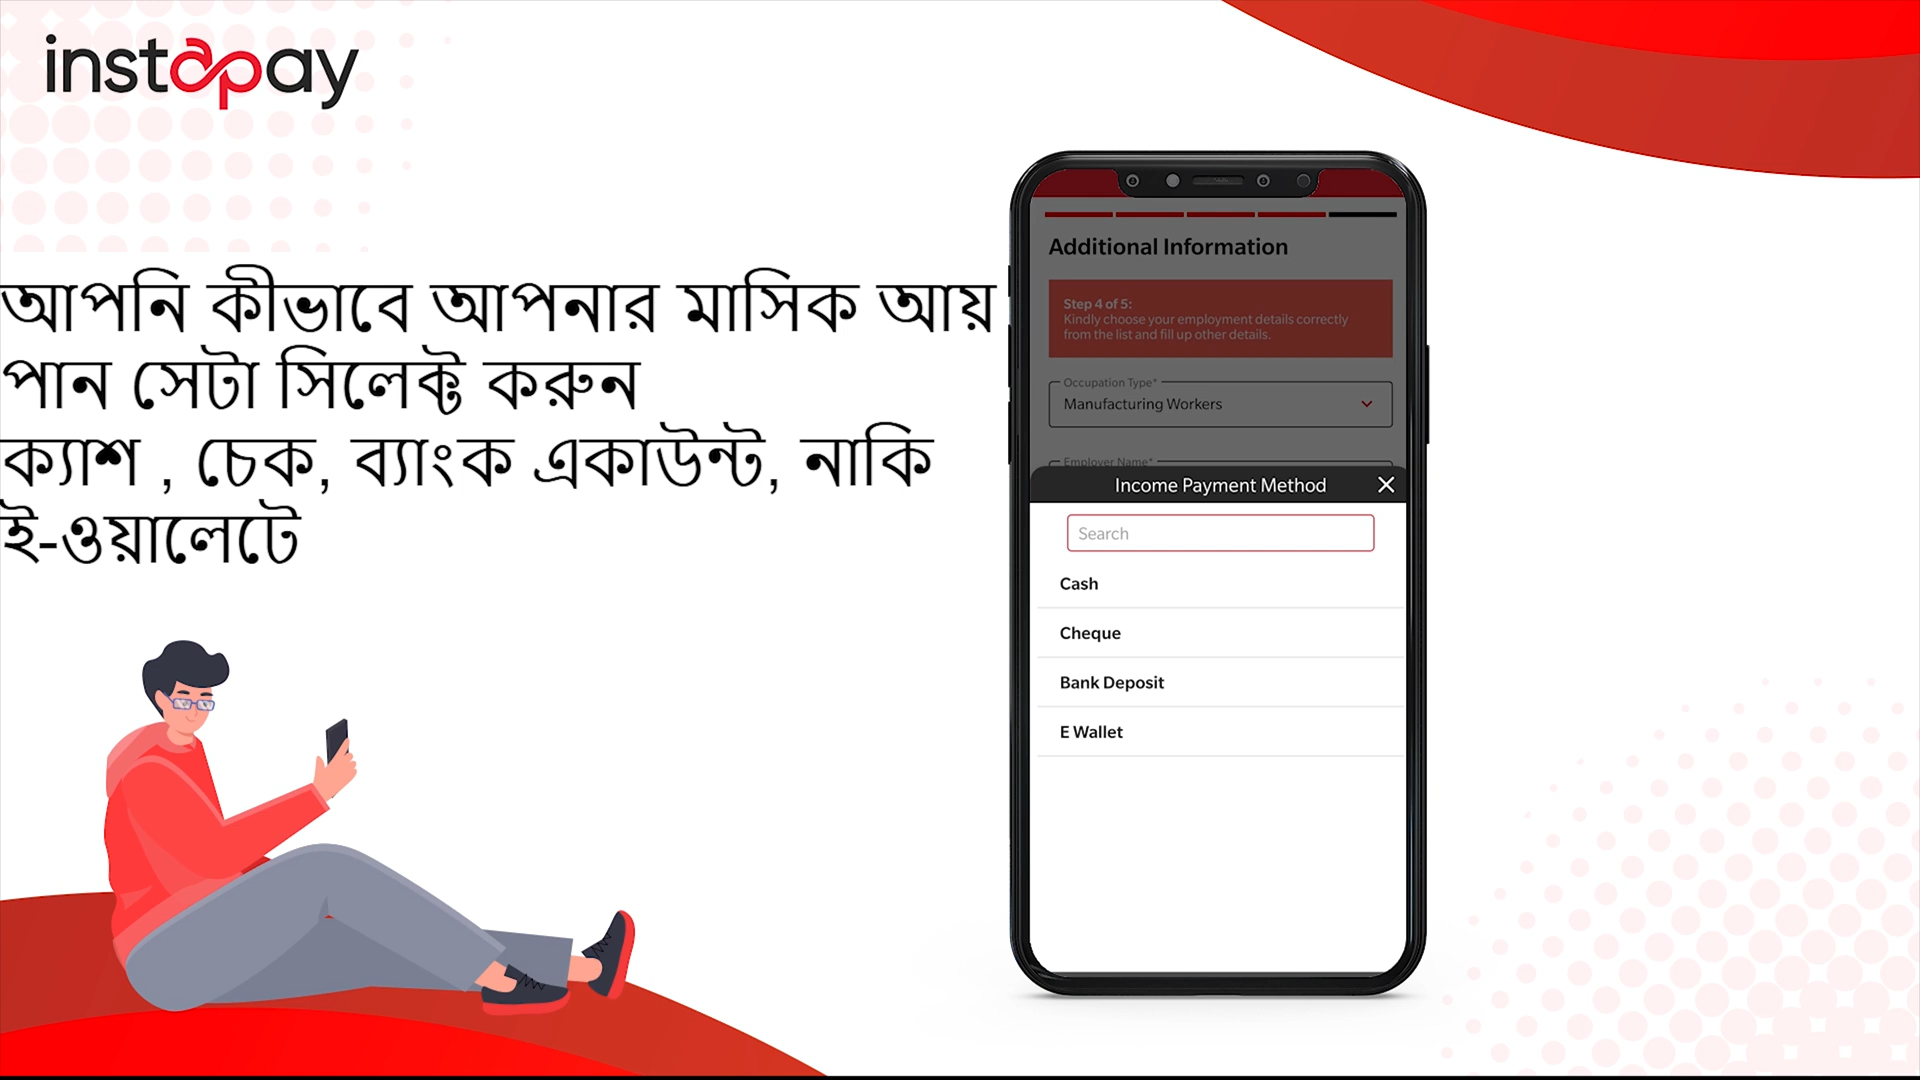 instapay
আপনি কীভাবে আপনার মাসিক আয়
পান সেটা সিলেক্ট করুন
ক্যাশ , চেক, ব্যাংক একাউন্ট, নাকি
ই-ওয়ালেটে
Additional Information
Step 4 of 5:
Kindly choose your employment details correctly
from the list and fill up other details.
Occupation Type*
Manufacturing Workers
Employer Name*
Income Payment Method
Search
Cash
Cheque
Bank Deposit
E Wallet